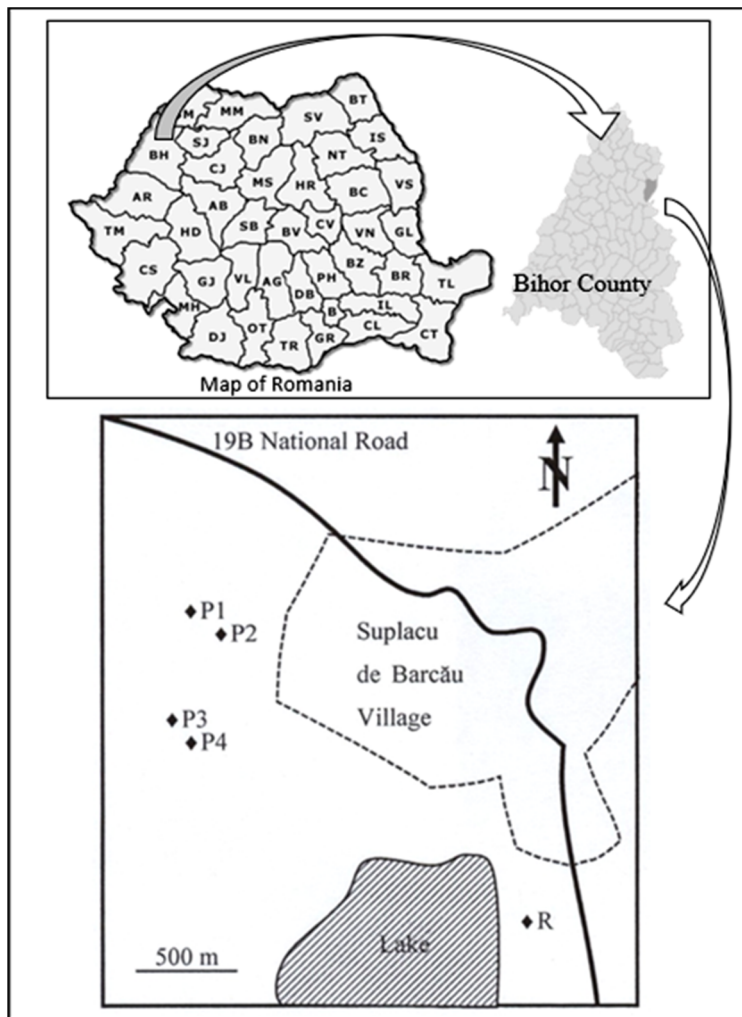 BT
SM MM SV
SJ BN IS
BH NT
CJ
MS HR BC VS
AR
AB
TM HD SB BV CV VN GL
CS BZ
GJ VL AG PH BR TL
DB
MH B IL
OT CL
DJ TR GR CT
Map of Romania
Bihor County
19B National Road
N
P1
P2
Suplacu
de Barcău
Village
P3
P4
R
Lake
500 m